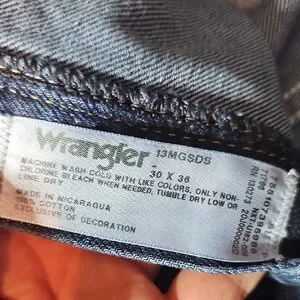 Wrangler 13MGSDS
30 X 36
MACHINE WASH COLD WITH LIKE COLORS, ONLY NON-
CHLORINE BLEACH WHEN NEEDED, TUMBLE DRY LOW OR
LINE DRY
MADE IN NICARAGUA
100% COTTON
EXCLUSIVE OF DECORATION